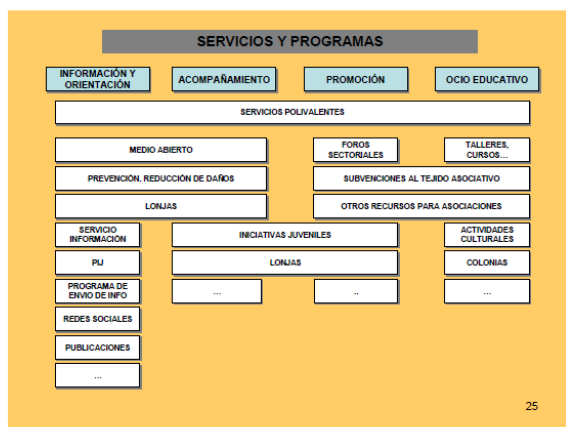 SERVICIOS Y PROGRAMAS
INFORMACIÓN Y
ORIENTACIÓN
ACOMPAÑAMIENTO
PROMOCIÓN
OCIO EDUCATIVO
SERVICIOS POLIVALENTES
MEDIO ABIERTO
FOROS
SECTORIALES
TALLERES,
CURSOS...
PREVENCIÓN. REDUCCIÓN DE DAÑOS
SUBVENCIONES AL TEJIDO ASOCIATIVO
LONJAS
OTROS RECURSOS PARA ASOCIACIONES
SERVICIO
INFORMACIÓN
INICIATIVAS JUVENILES
ACTIVIDADES
CULTURALES
PIJ
LONJAS
COLONIAS
PROGRAMA DE
ENVIO DE INFO
...
..
...
REDES SOCIALES
PUBLICACIONES
...
25